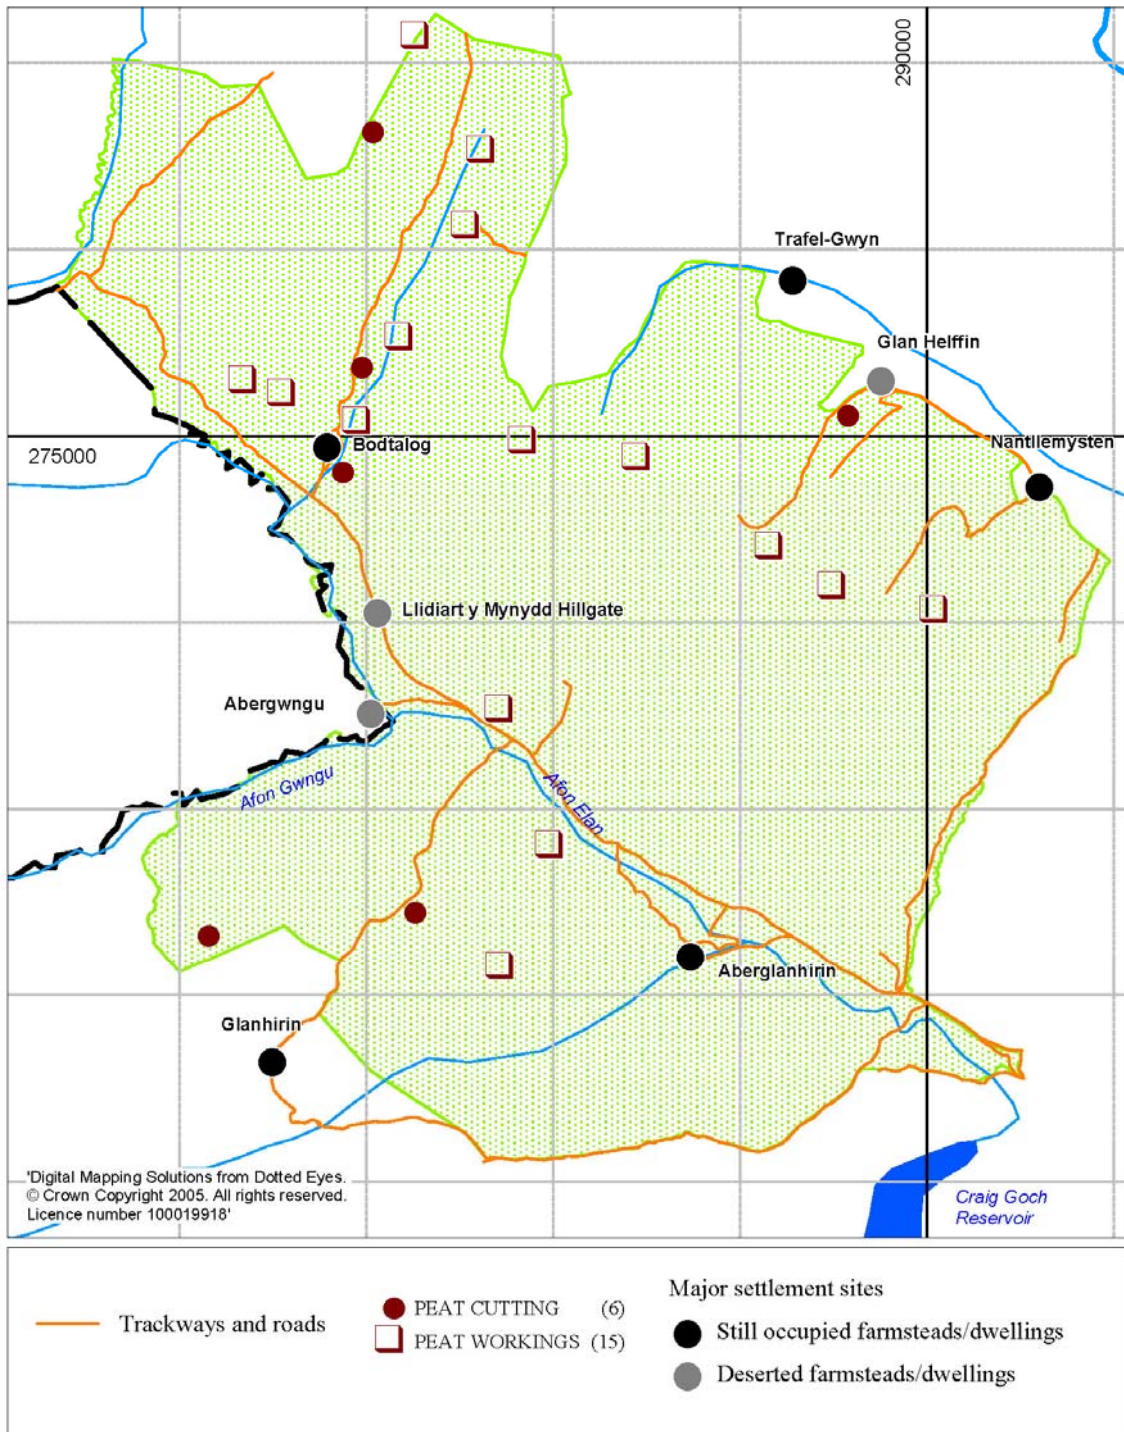 290000
Trafel-Gwyn
Glan Helffin
Nantllemysten
275000
Bodtalog
Llidiart y Mynydd Hillgate
Abergwngu
Afon Gwngu
Afon Elan
Aberglanhirin
Glanhirin
'Digital Mapping Solutions from Dotted Eyes.
© Crown Copyright 2005. All rights reserved.
Licence number 100019918'
Craig Goch
Reservoir
Trackways and roads
PEAT CUTTING (6)
PEAT WORKINGS (15)
Major settlement sites
Still occupied farmsteads/dwellings
Deserted farmsteads/dwellings